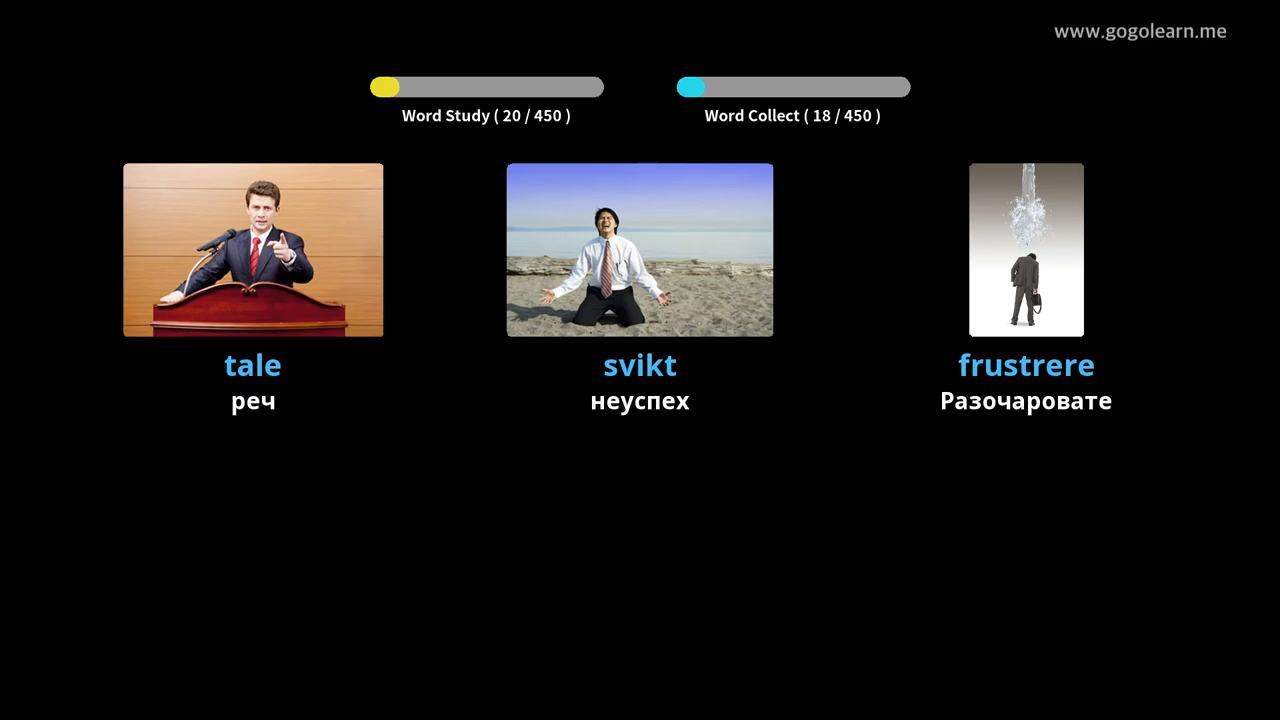 www.gogolearn.me
Word Study ( 20 / 450 )
Word Collect ( 18 / 450 )
tale
реч
svikt
неуспех
frustrere
Разочаровате